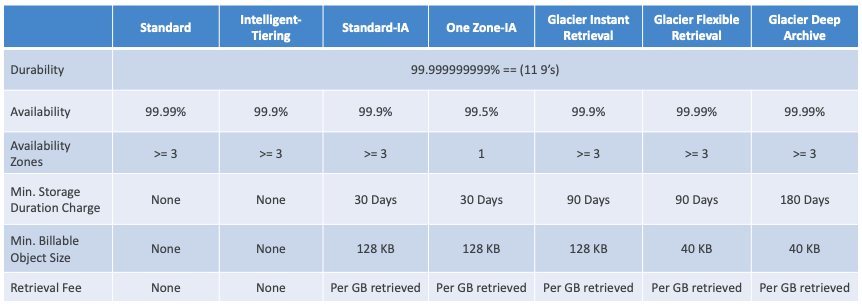 Standard Intelligent-Tiering Standard-IA One Zone-IA Glacier Instant Retrieval Glacier Flexible Retrieval Glacier Deep Archive
Durability 99.999999999% == (11 9's)
Availability 99.99% 99.9% 99.9% 99.5% 99.9% 99.99% 99.99%
Availability Zones >= 3 >= 3 >= 3 1 >= 3 >= 3 >= 3
Min. Storage Duration Charge None None 30 Days 30 Days 90 Days 90 Days 180 Days
Min. Billable Object Size None None 128 KB 128 KB 128 KB 40 KB 40 KB
Retrieval Fee None None Per GB retrieved Per GB retrieved Per GB retrieved Per GB retrieved Per GB retrieved